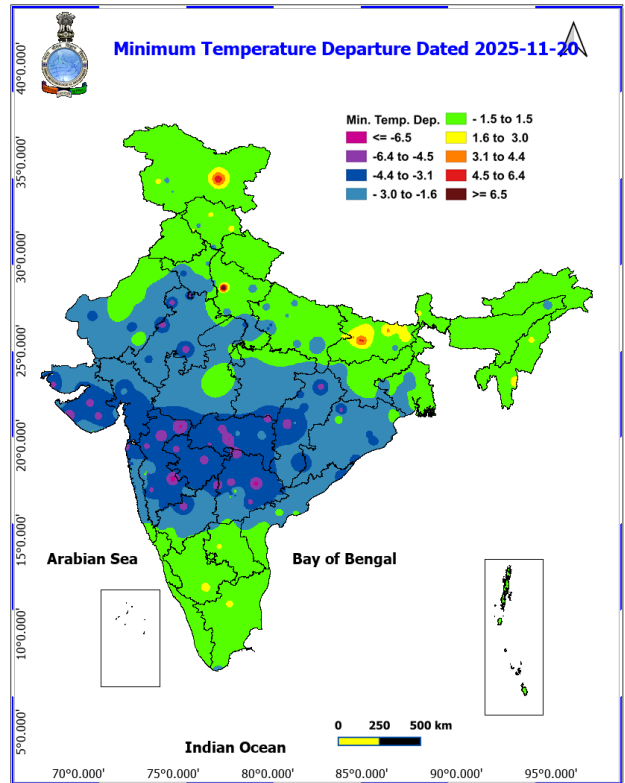 Minimum Temperature Departure Dated 2025-11-20
Min. Temp. Dep.
<= -6.5
-6.4 to -4.5
-4.4 to -3.1
- 3.0 to -1.6
- 1.5 to 1.5
1.6 to 3.0
3.1 to 4.4
4.5 to 6.4
>= 6.5
40°0.000'
35°0.000'
30°0.000'
25°0.000'
20°0.000'
15°0.000'
10°0.000'
5°0.000'
Arabian Sea
Bay of Bengal
Indian Ocean
0 250 500 km
70°0.000' 75°0.000' 80°0.000' 85°0.000' 90°0.000' 95°0.000'